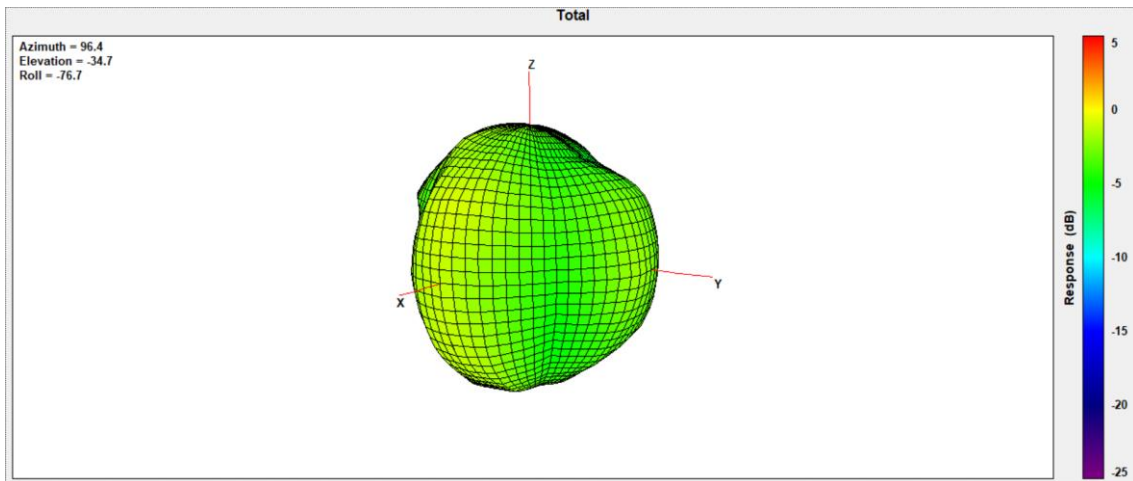 Total
Azimuth = 96.4
Elevation = -34.7
Roll = -76.7
Z
X
Y
5
0
-5
-10
-15
-20
-25
Response (dB)